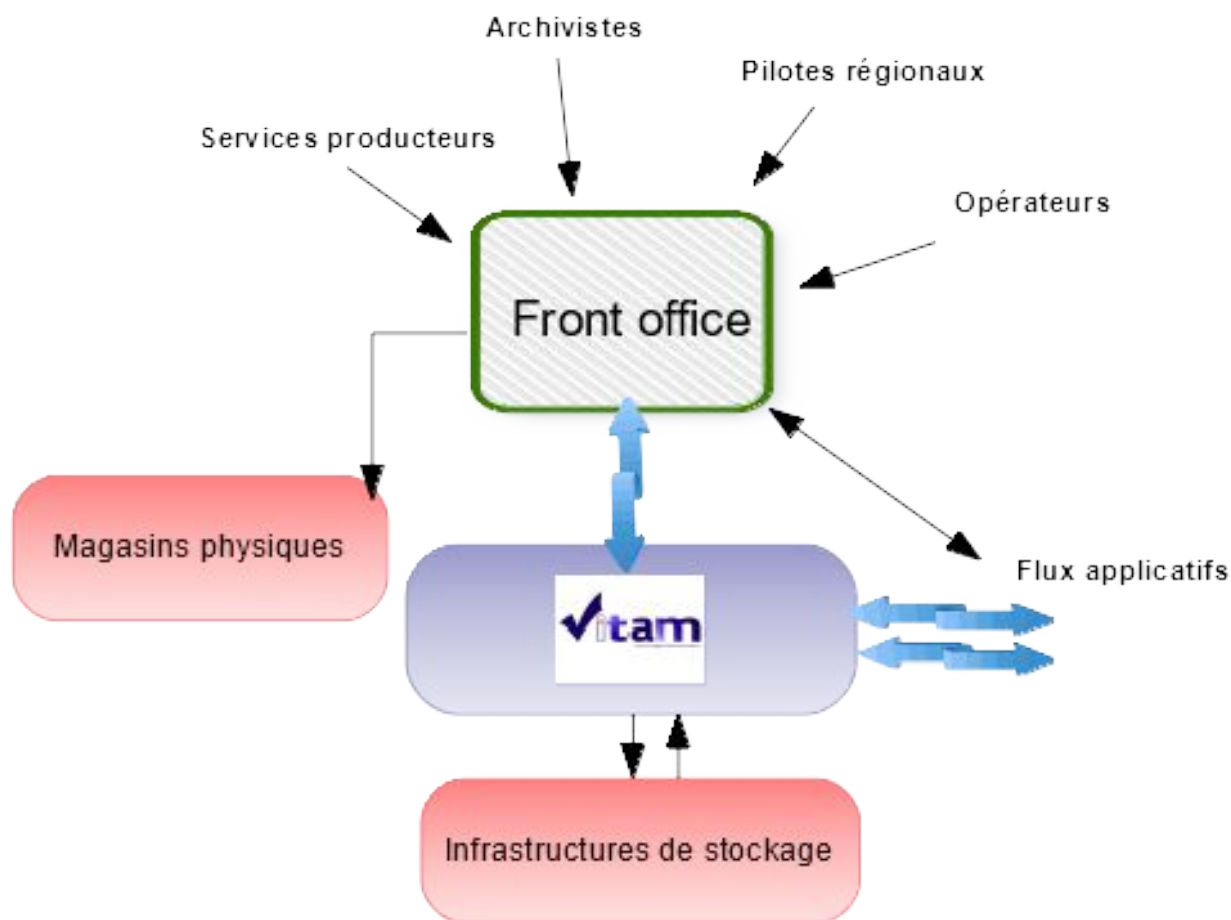 Archivistes
Pilotes régionaux
Services producteurs
Opérateurs
Front office
Magasins physiques
Flux applicatifs
Vitam
Infrastructures de stockage